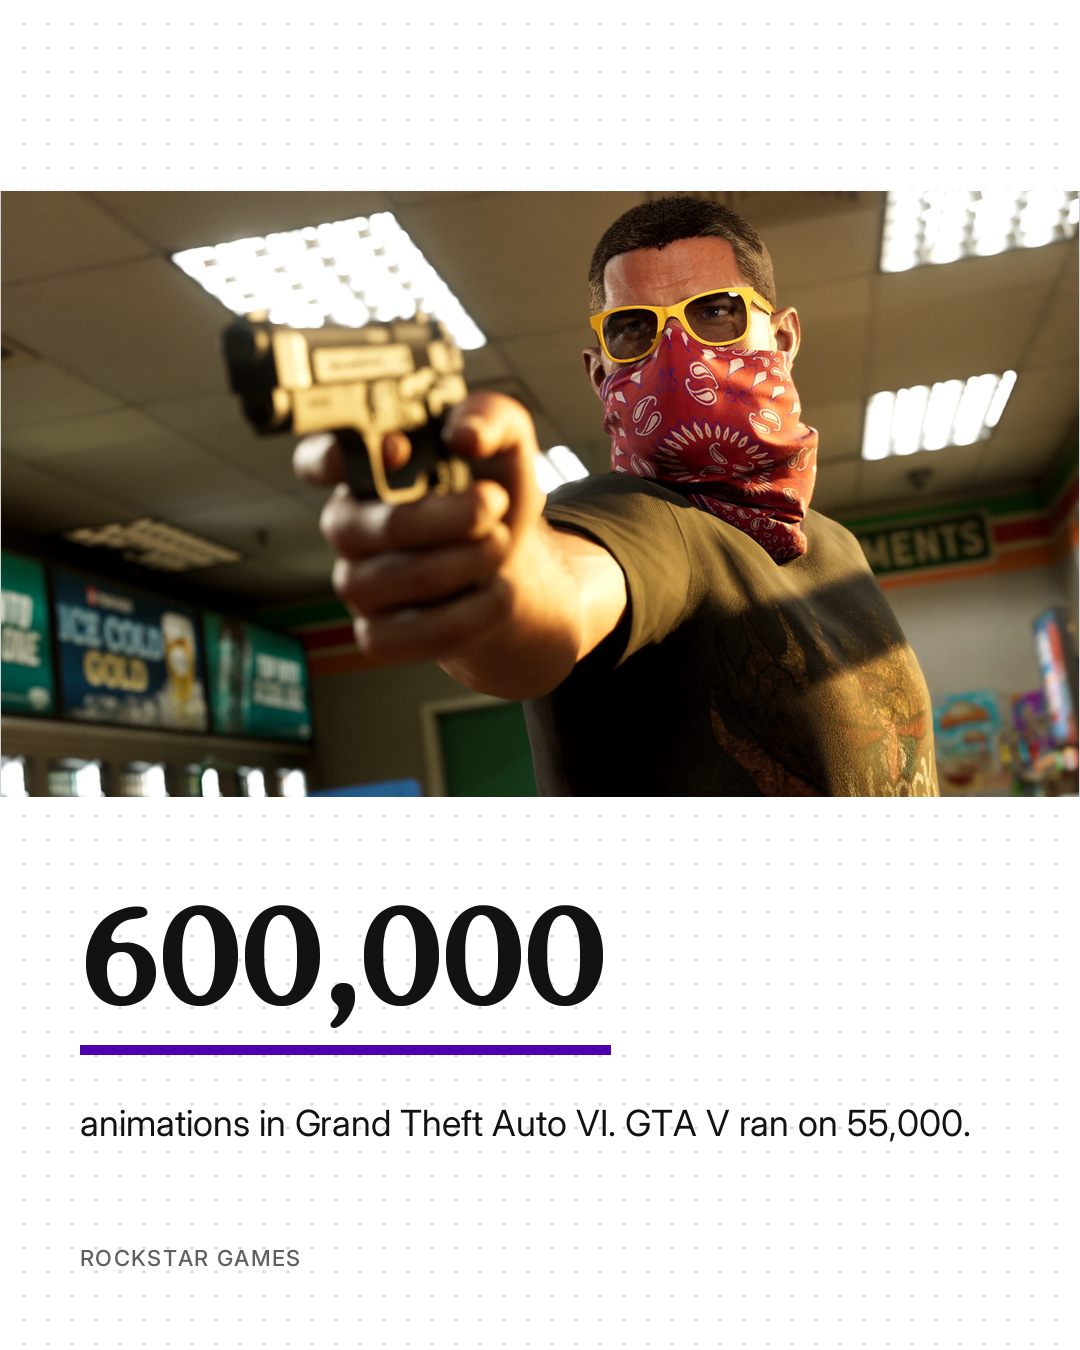 ICE COLD
GOLD
MENTS
600,000
animations in Grand Theft Auto VI. GTA V ran on 55,000.
ROCKSTAR GAMES